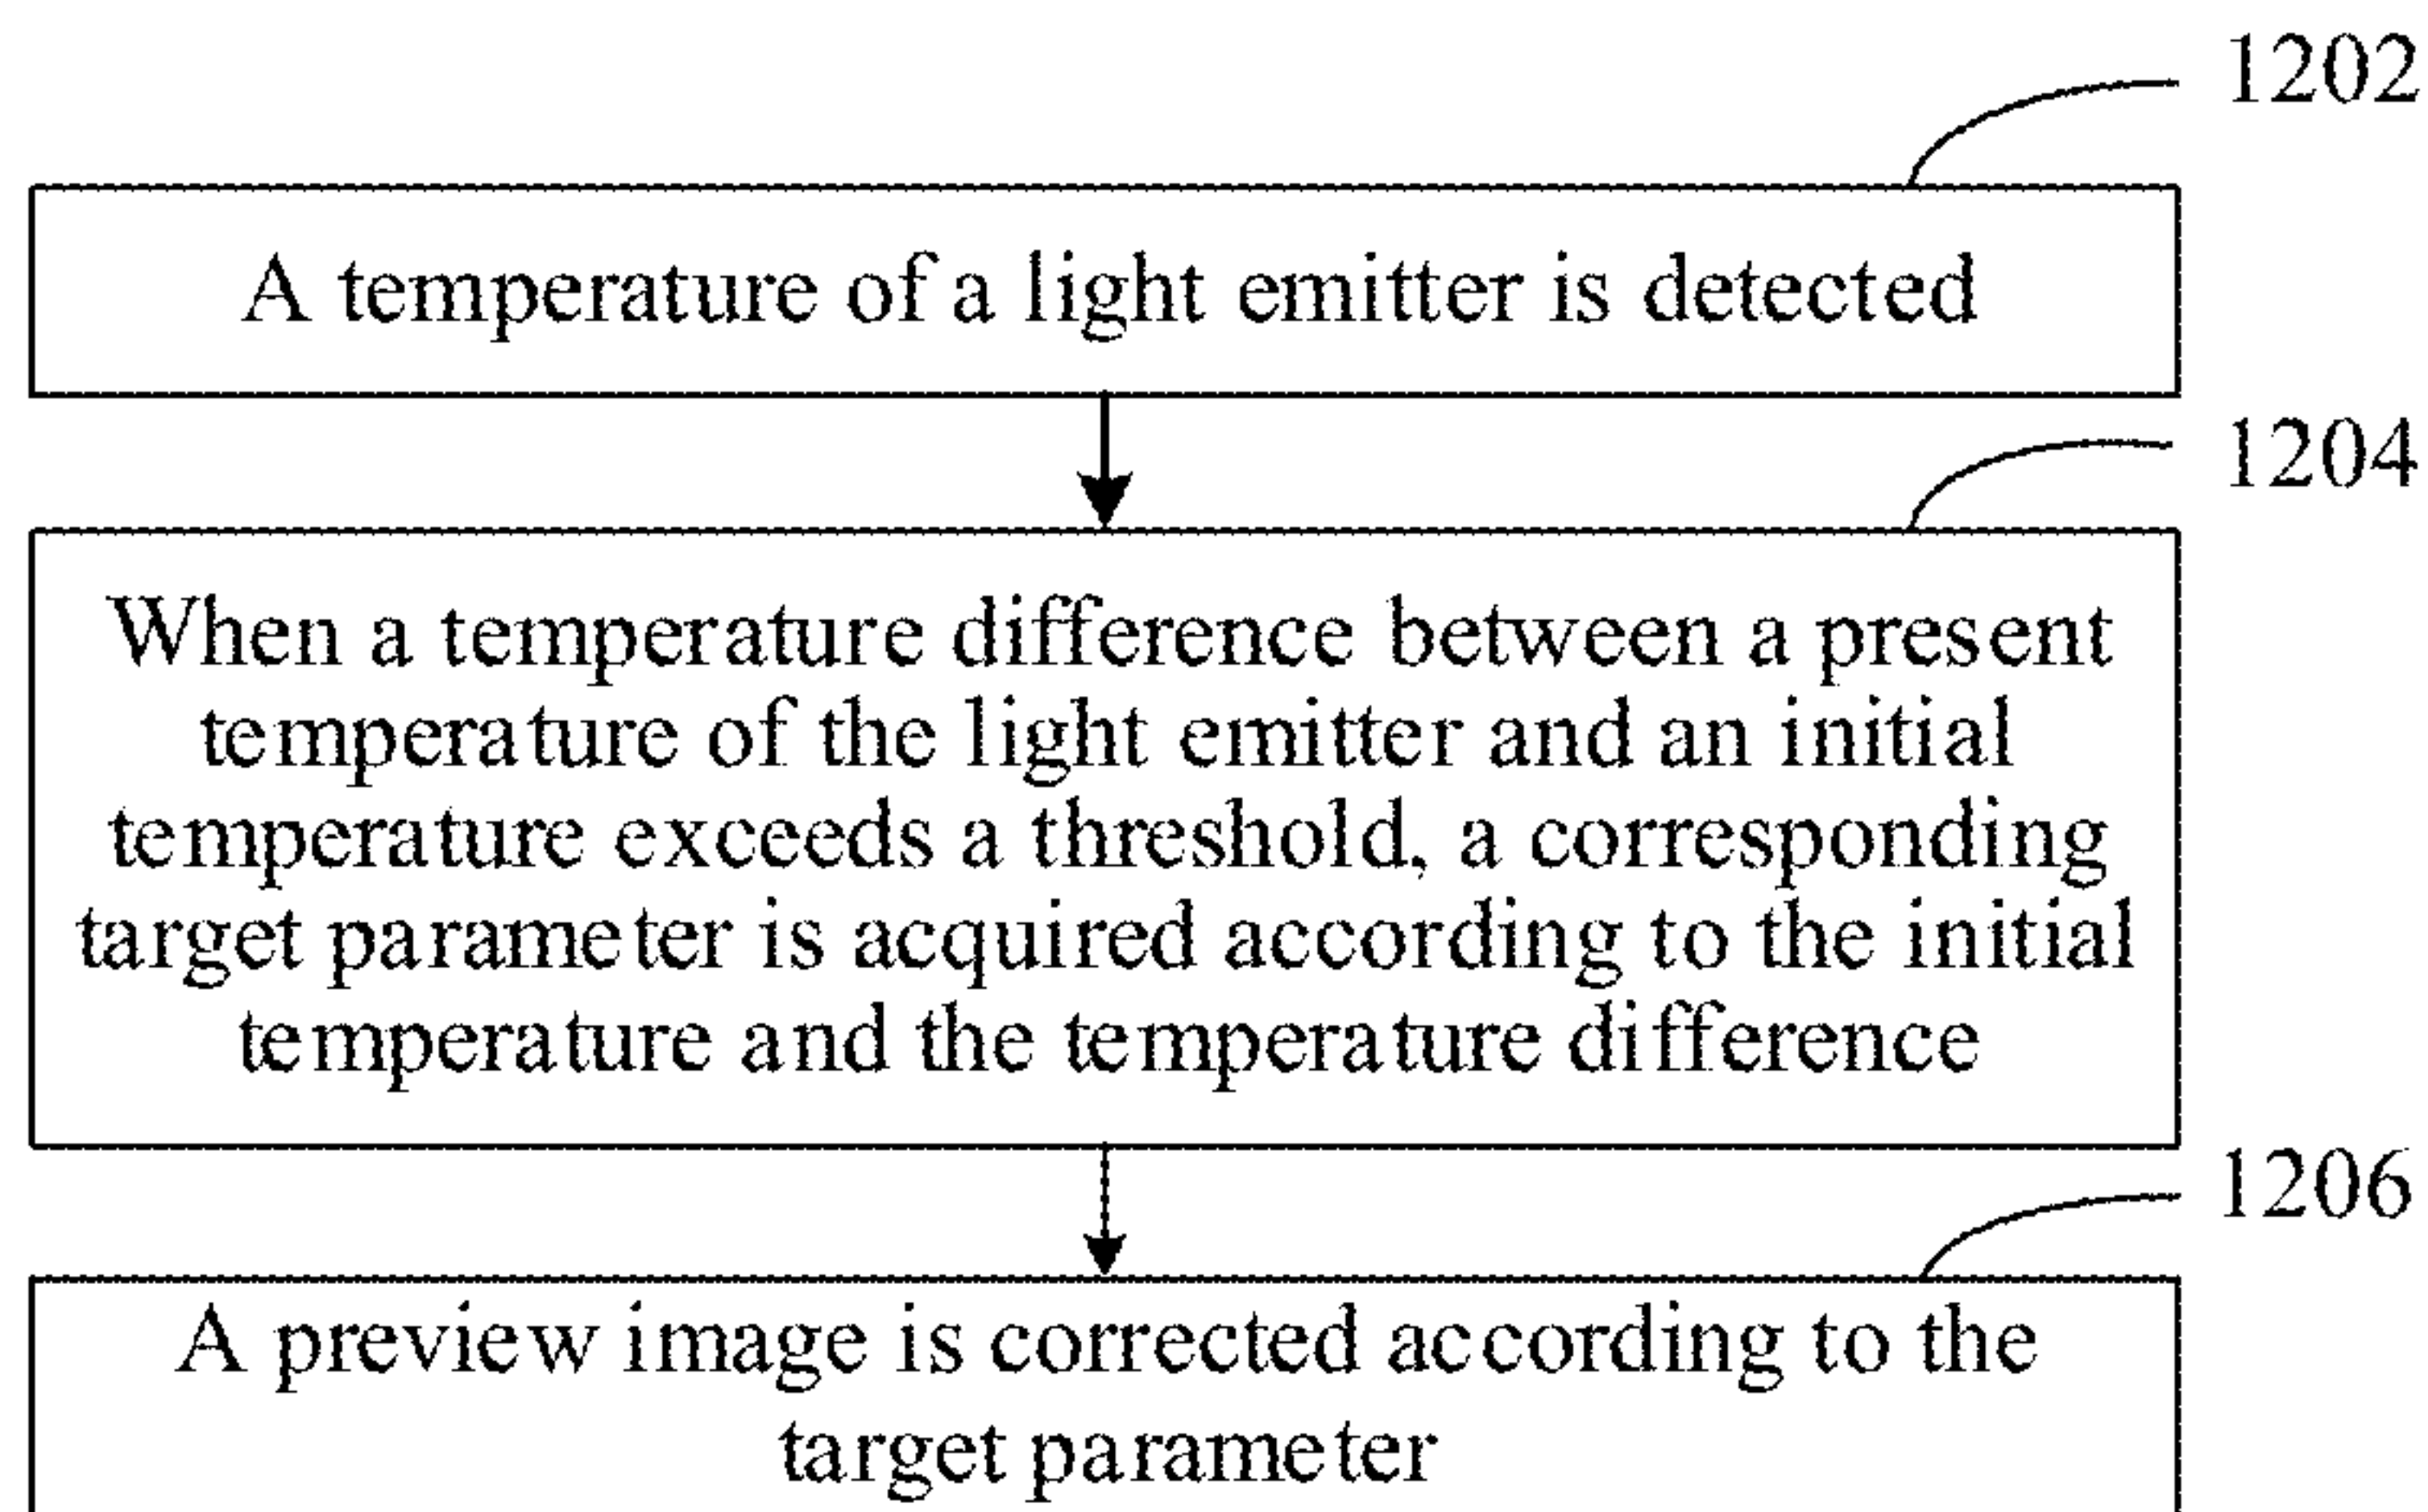 1202
A temperature of a light emitter is detected
1204
When a temperature difference between a present
temperature of the light emitter and an initial
temperature exceeds a threshold, a corresponding
target parameter is acquired according to the initial
temperature and the temperature difference
1206
A preview image is corrected according to the
target parameter